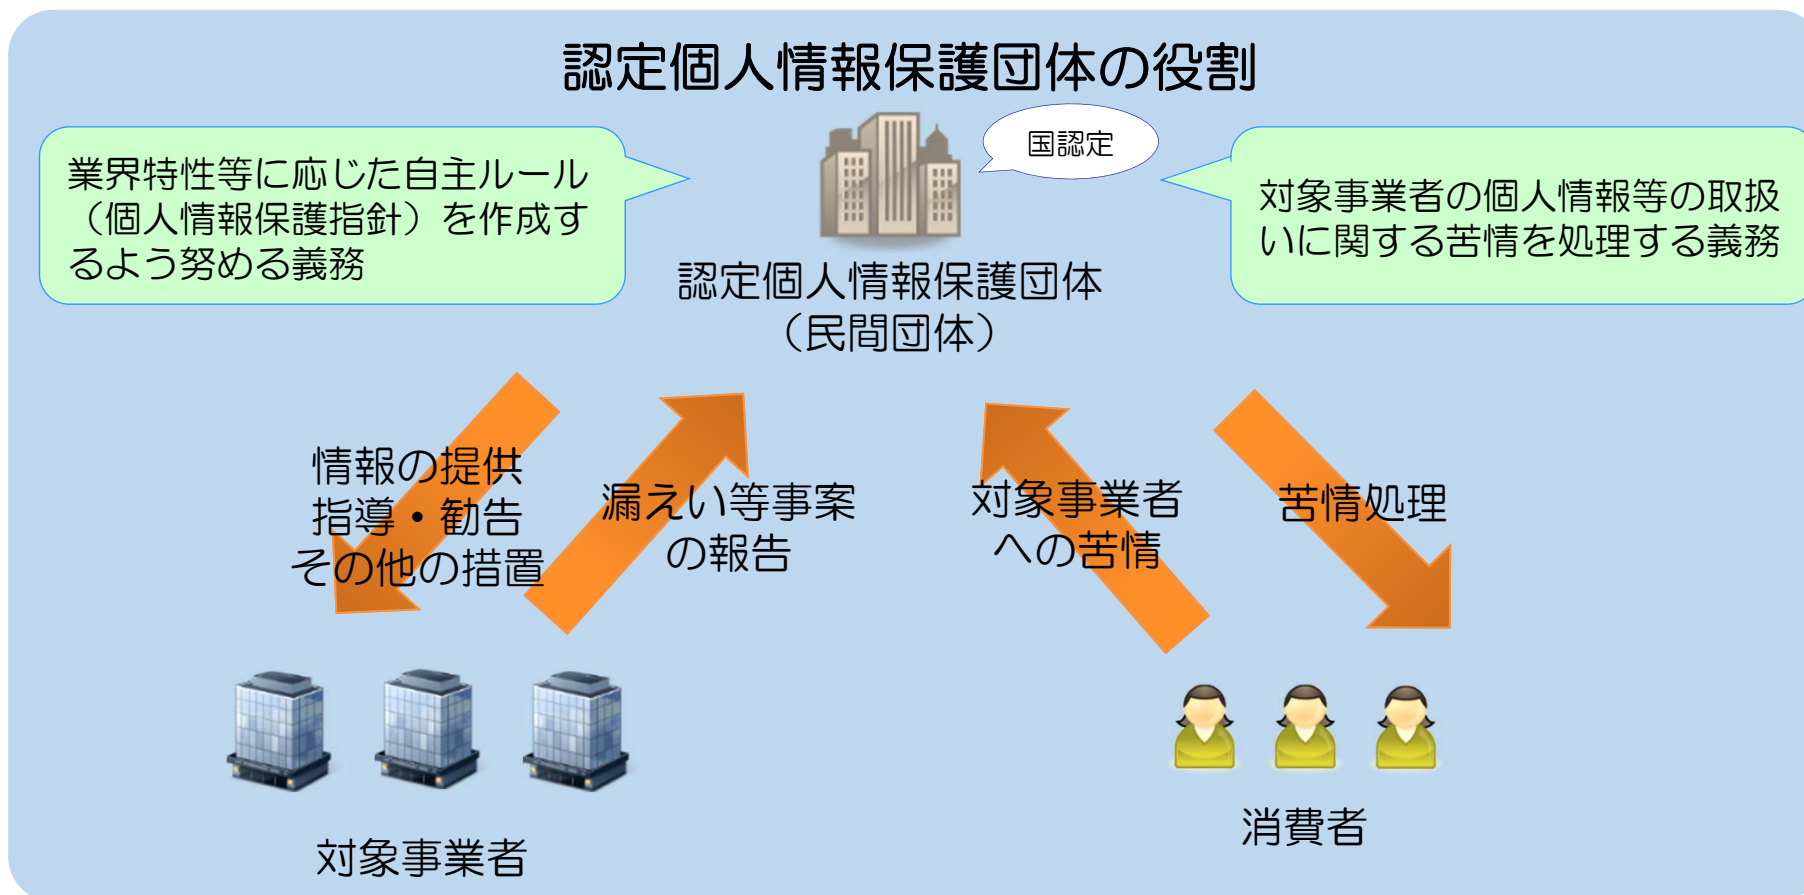 認定個人情報保護団体の役割
国認定
業界特性等に応じた自主ルール
（個人情報保護指針）を作成す
るよう努める義務
対象事業者の個人情報等の取扱
いに関する苦情を処理する義務
認定個人情報保護団体
（民間団体）
情報の提供
指導・勧告
その他の措置
漏えい等事案
の報告
対象事業者
への苦情
苦情処理
対象事業者
消費者